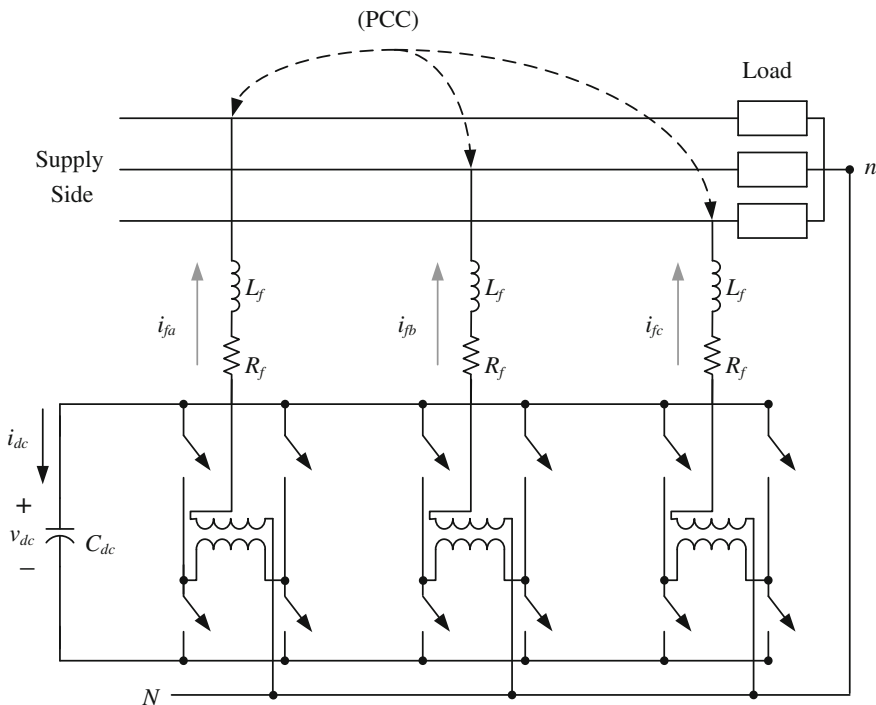 (PCC)
Load
Supply
Side
n
L_f
L_f
L_f
i_fa
i_fb
i_fc
R_f
R_f
R_f
i_dc
+
v_dc
−
C_dc
N